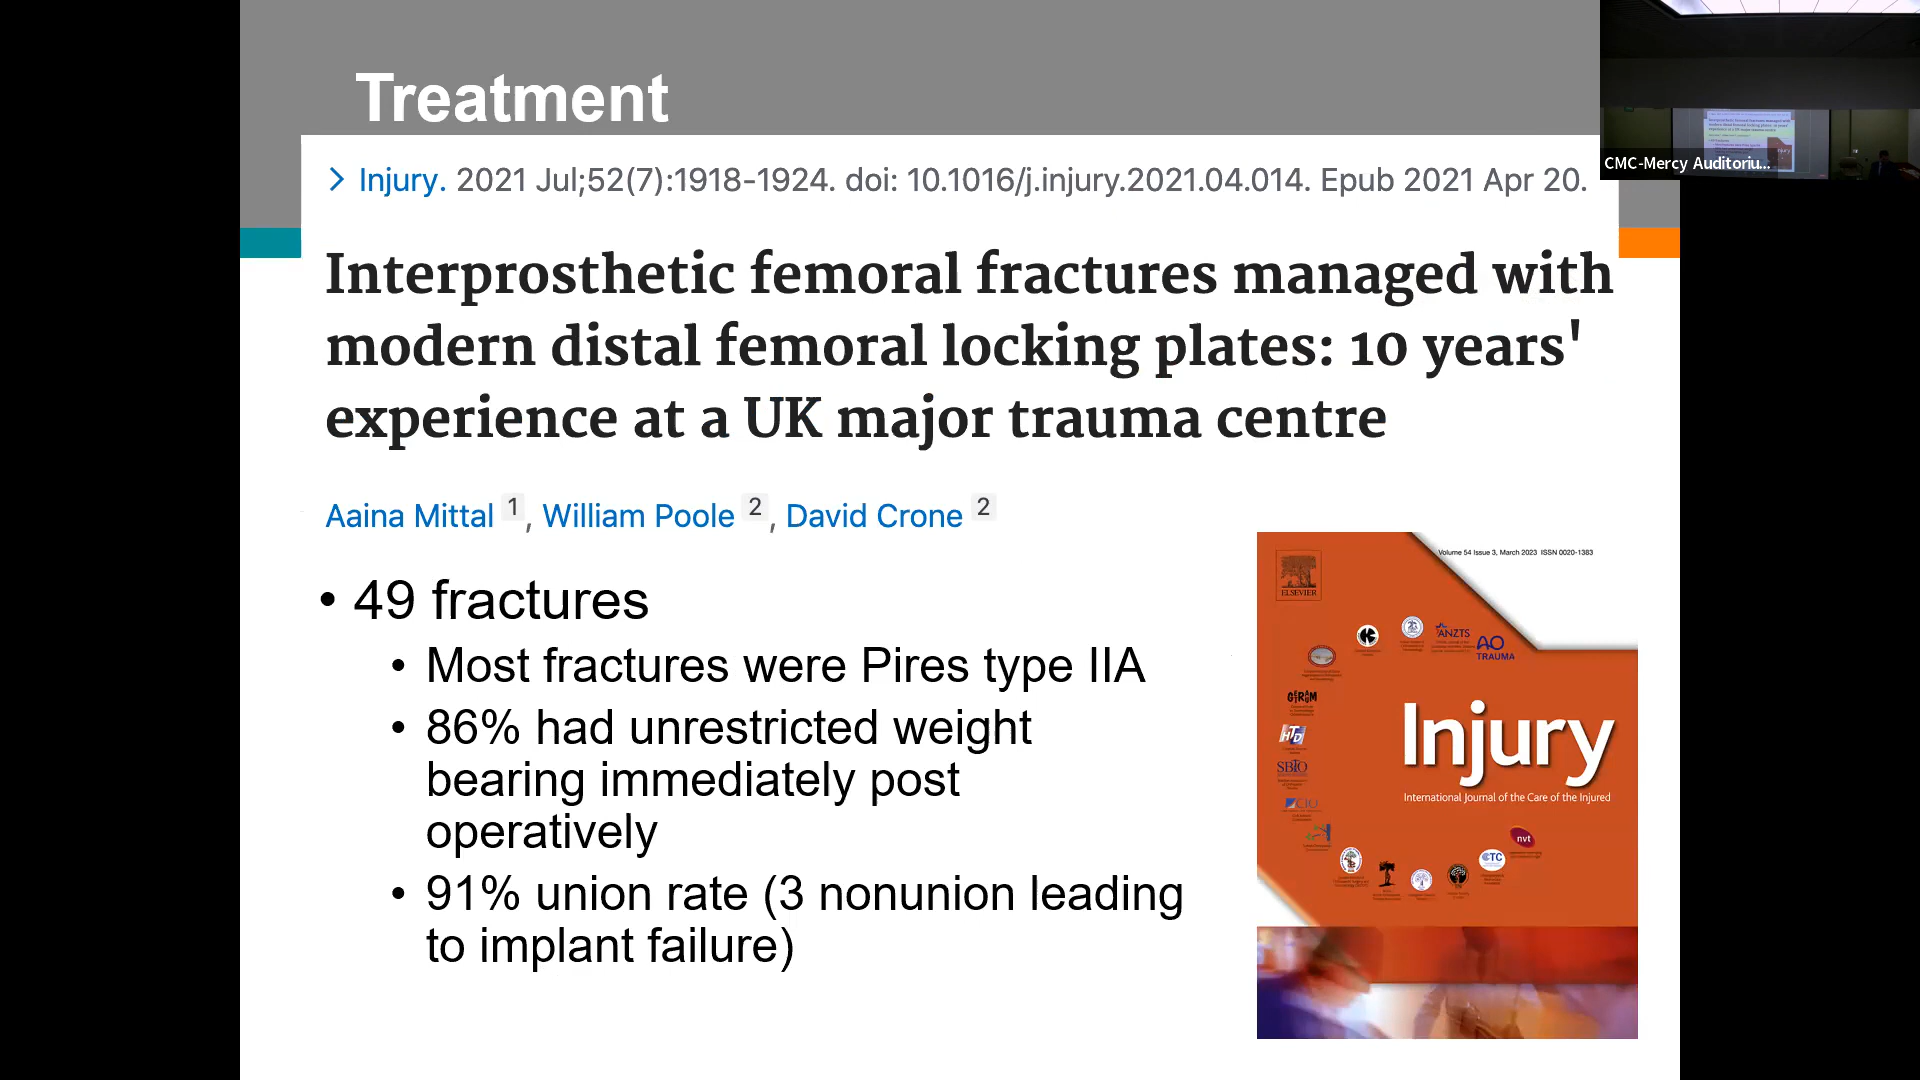 Treatment
CMC-Mercy Auditoriu...
> Injury. 2021 Jul;52(7):1918-1924. doi: 10.1016/j.injury.2021.04.014. Epub 2021 Apr 20.
Interprosthetic femoral fractures managed with
modern distal femoral locking plates: 10 years'
experience at a UK major trauma centre
Aaina Mittal 1, William Poole 2, David Crone 2
• 49 fractures
• Most fractures were Pires type IIA
• 86% had unrestricted weight
bearing immediately post
operatively
• 91% union rate (3 nonunion leading
to implant failure)
Volume 54 Issue 3, March 2023 ISSN 0020-1383
ELSEVIER
ANZTS
AO
TRAUMA
Injury
International Journal of the Care of the Injured
HTD
nvt
CTC